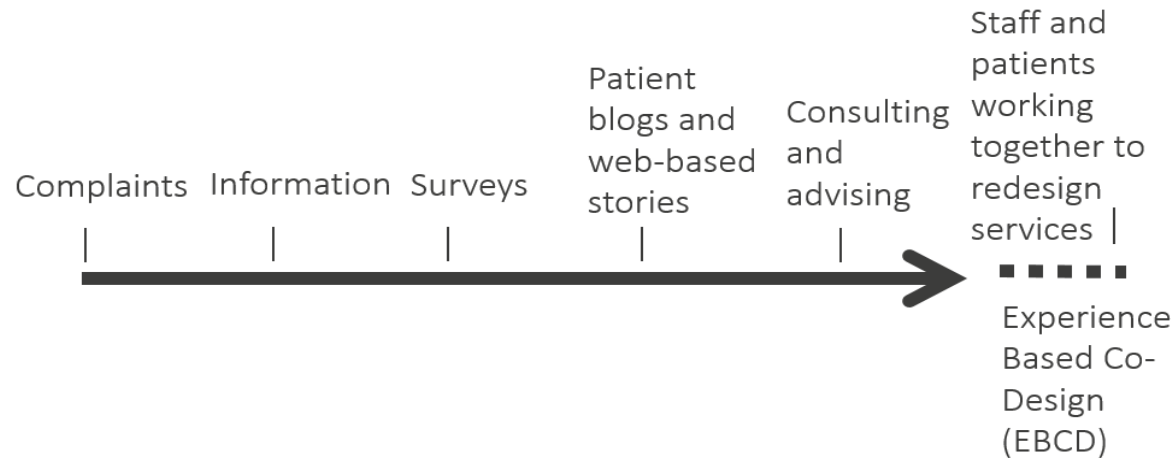 Complaints
Information
Surveys
Patient
blogs and
web-based
stories
Consulting
and
advising
Staff and
patients
working
together to
redesign
services
Experience
Based Co-
Design
(EBCD)